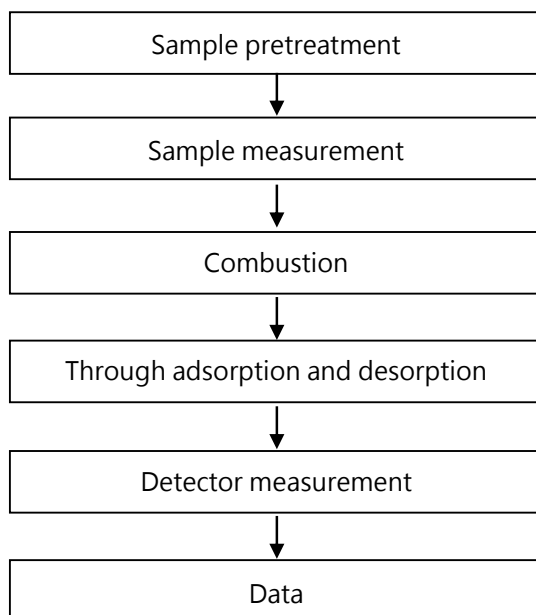 Sample pretreatment
Sample measurement
Combustion
Through adsorption and desorption
Detector measurement
Data